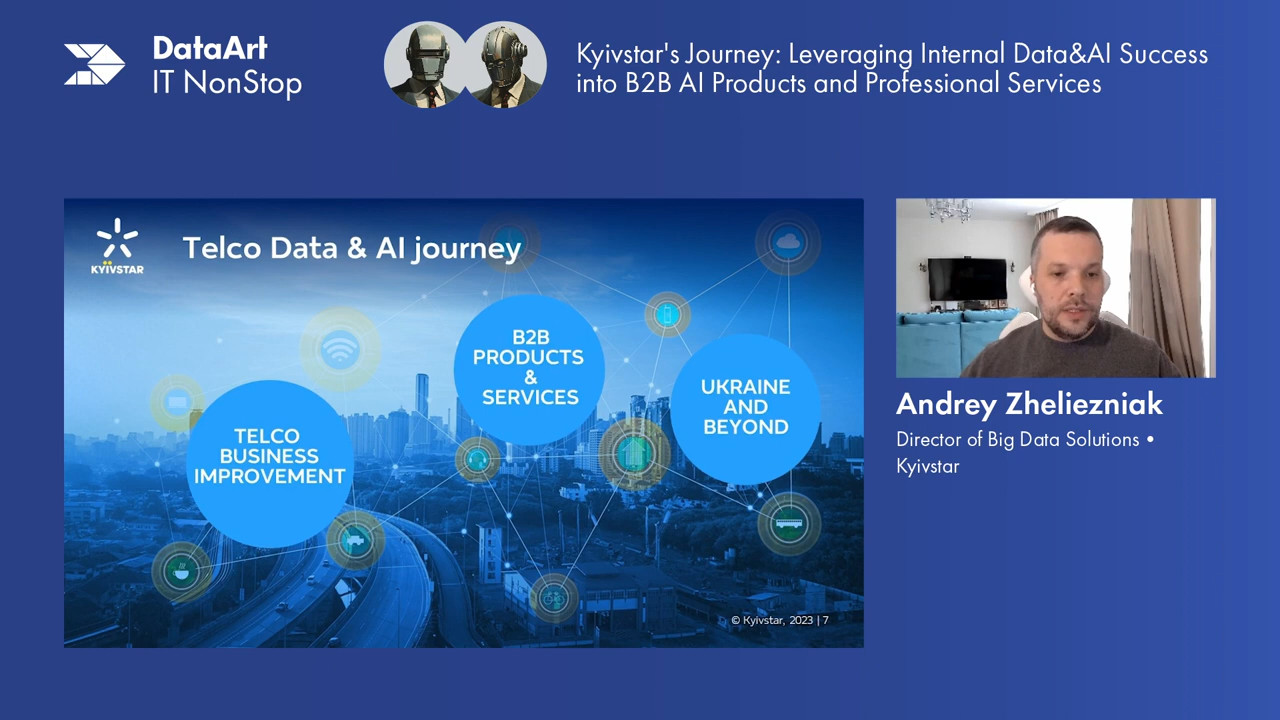 DataArt
IT NonStop
Kyivstar's Journey: Leveraging Internal Data&AI Success
into B2B AI Products and Professional Services
KYЇVSTAR
Telco Data & AI journey
TELCO
BUSINESS
IMPROVEMENT
B2B
PRODUCTS
&
SERVICES
UKRAINE
AND
BEYOND
© Kyivstar, 2023 | 7
Andrey Zheliezniak
Director of Big Data Solutions •
Kyivstar